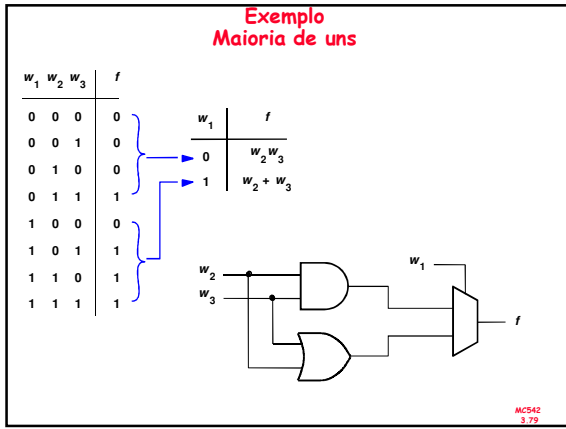 Exemplo
Maioria de uns
w1 w2 w3 f
0 0 0 0
0 0 1 0
0 1 0 0
0 1 1 1
1 0 0 0
1 0 1 1
1 1 0 1
1 1 1 1
w1 f
0 w2 w3
1 w2 + w3
w1
w2
w3
f
MC542
3.79